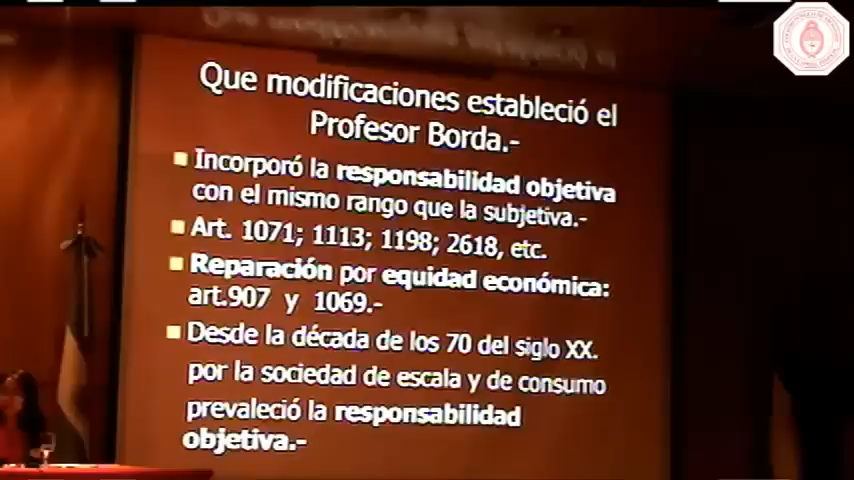 Que modificaciones estableció el
Profesor Borda.-
Incorporó la responsabilidad objetiva
con el mismo rango que la subjetiva.-
Art. 1071; 1113; 1198; 2618, etc.
Reparación por equidad económica:
art.907 y 1069.-
Desde la década de los 70 del siglo XX.
por la sociedad de escala y de consumo
prevaleció la responsabilidad
objetiva.-